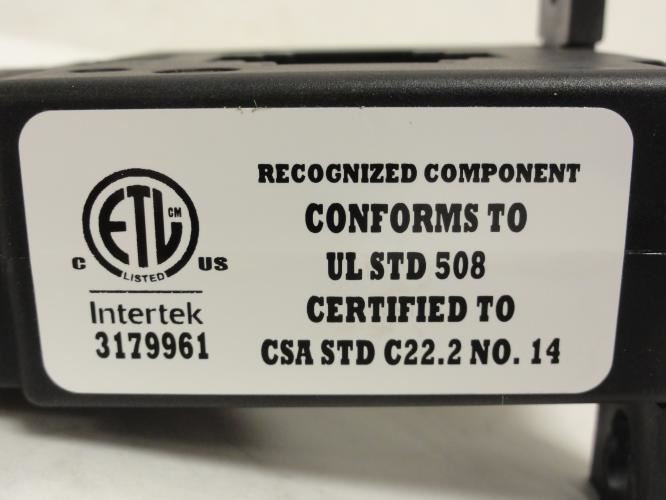 ETL CM
C LISTED US
Intertek
3179961
RECOGNIZED COMPONENT
CONFORMS TO
UL STD 508
CERTIFIED TO
CSA STD C22.2 NO. 14